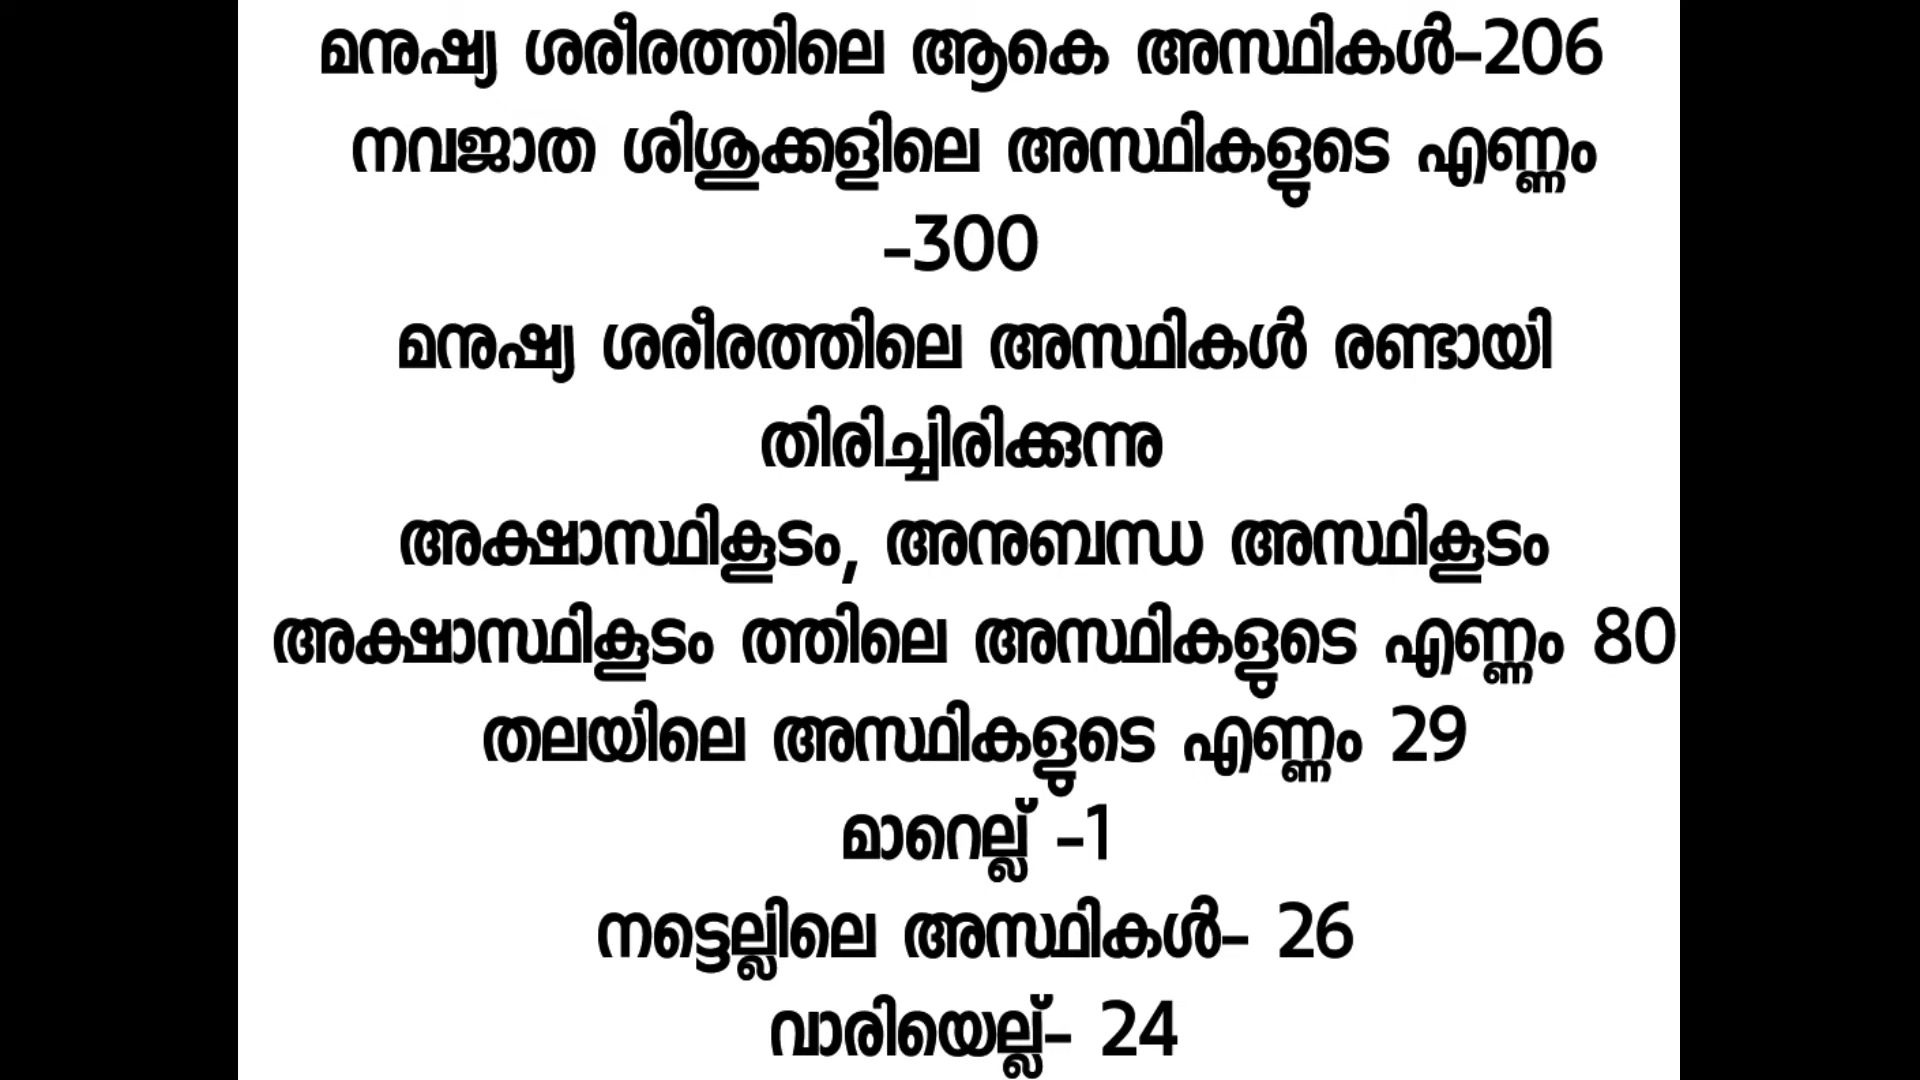 മനുഷ്യ ശരീരത്തിലെ ആകെ അസ്ഥികൾ-206
നവജാത ശിശുക്കളിലെ അസ്ഥികളുടെ എണ്ണം
-300
മനുഷ്യ ശരീരത്തിലെ അസ്ഥികൾ രണ്ടായി
തിരിച്ചിരിക്കുന്നു
അക്ഷാസ്ഥികൂടം, അനുബന്ധ അസ്ഥികൂടം
അക്ഷാസ്ഥികൂടം ത്തിലെ അസ്ഥികളുടെ എണ്ണം 80
തലയിലെ അസ്ഥികളുടെ എണ്ണം 29
മാറെല്ല് -1
നട്ടെല്ലിലെ അസ്ഥികൾ- 26
വാരിയെല്ല്- 24